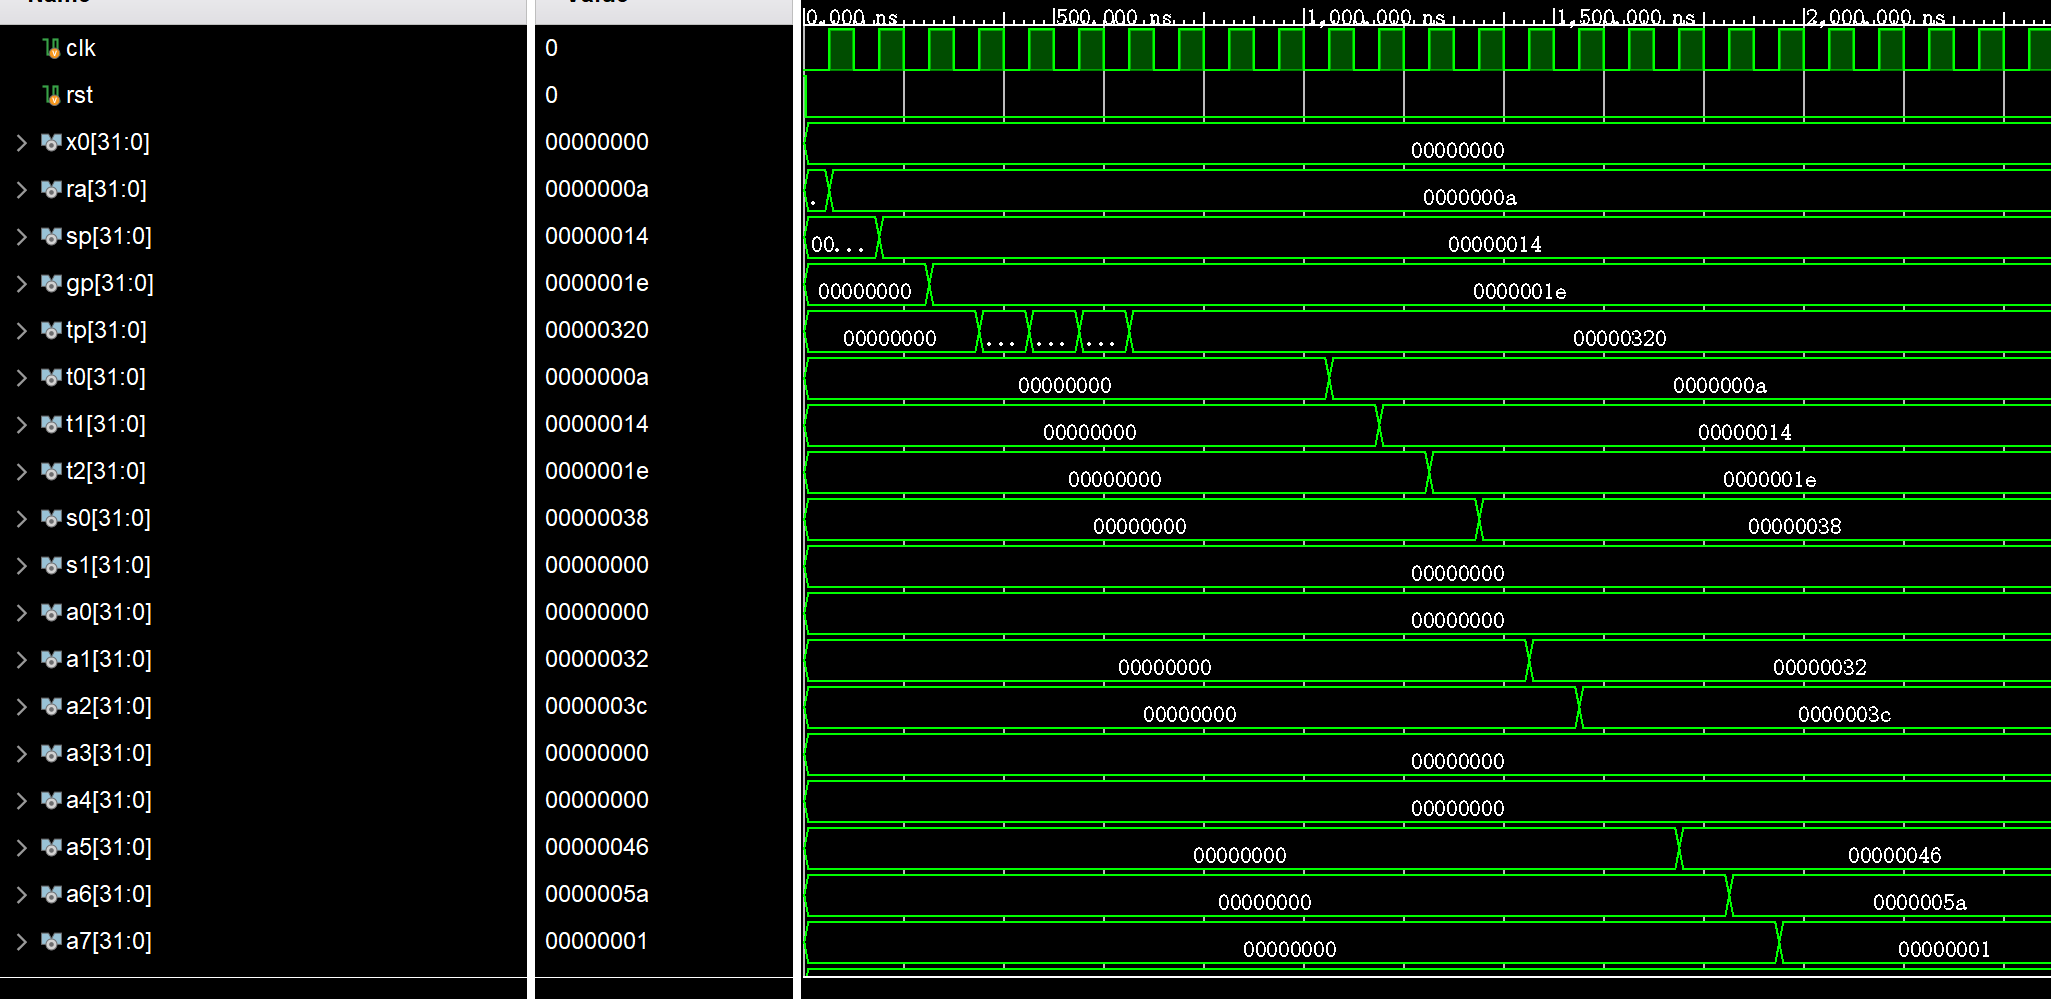 0.000 ns 500.000 ns 1,000.000 ns 1,500.000 ns 2,000.000 ns
clk 0
rst 0
x0[31:0] 00000000 00000000
ra[31:0] 0000000a . 0000000a
sp[31:0] 00000014 00... 00000014
gp[31:0] 0000001e 00000000 0000001e
tp[31:0] 00000320 00000000 ... ... ... 00000320
t0[31:0] 0000000a 00000000 0000000a
t1[31:0] 00000014 00000000 00000014
t2[31:0] 0000001e 00000000 0000001e
s0[31:0] 00000038 00000000 00000038
s1[31:0] 00000000 00000000
a0[31:0] 00000000 00000000
a1[31:0] 00000032 00000000 00000032
a2[31:0] 0000003c 00000000 0000003c
a3[31:0] 00000000 00000000
a4[31:0] 00000000 00000000
a5[31:0] 00000046 00000000 00000046
a6[31:0] 0000005a 00000000 0000005a
a7[31:0] 00000001 00000000 00000001